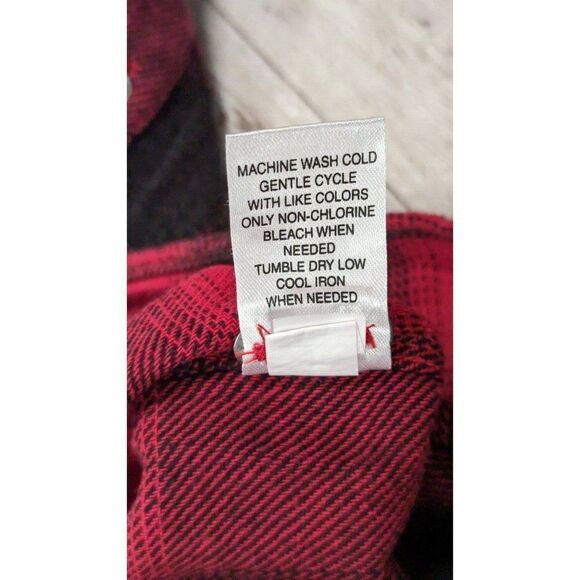 MACHINE WASH COLD
GENTLE CYCLE
WITH LIKE COLORS
ONLY NON-CHLORINE
BLEACH WHEN
NEEDED
TUMBLE DRY LOW
COOL IRON
WHEN NEEDED